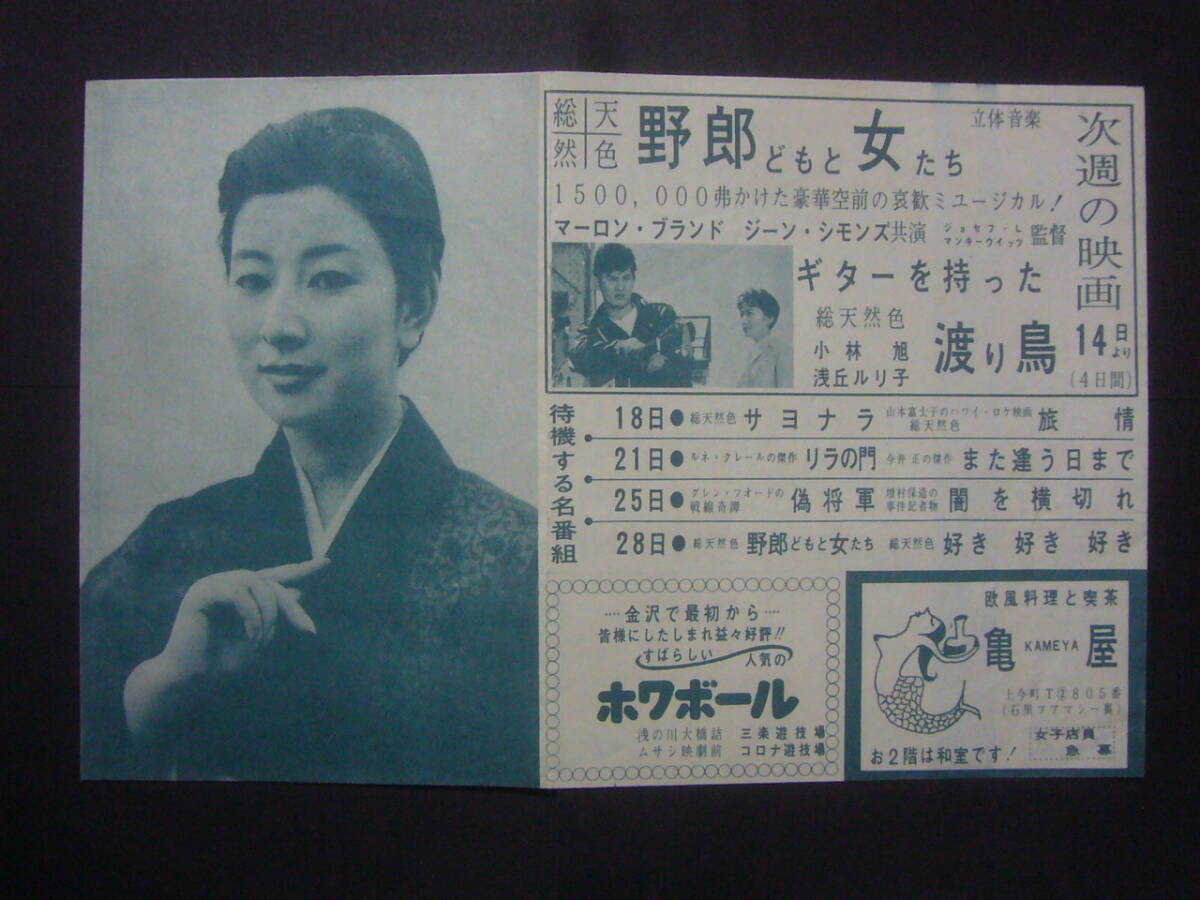 次週の映画
14日より
(4日間)
総天然色
野郎どもと女たち
立体音楽
1500,000弗かけた豪華空前の哀歓ミユージカル!
マーロン・ブランド ジーン・シモンズ共演 ジョセフ・L マンキーウイッツ 監督
ギターを持った
総天然色
渡り鳥
小林 旭
浅丘ルリ子
待機する名番組
18日● 総天然色 サヨナラ 山本富士子のハワイ・ロケ映画 総天然色 旅情
21日● ルネ・クレールの傑作 リラの門 今井正の傑作 また逢う日まで
25日● グレン・フオードの戦線奇譚 偽将軍 増村保造の事件記者物 闇を横切れ
28日● 総天然色 野郎どもと女たち 総天然色 好き 好き 好き
····金沢で最初から····
皆様にしたしまれ益々好評!!
すばらしい 人気の
ホワボール
浅の川大橋詰 三楽遊技場
ムサシ映劇前 コロナ遊技場
欧風料理と喫茶
亀屋
KAMEYA
上今町T②805番
(石黒フアマシー裏)
女子店員
急募
お2階は和室です!